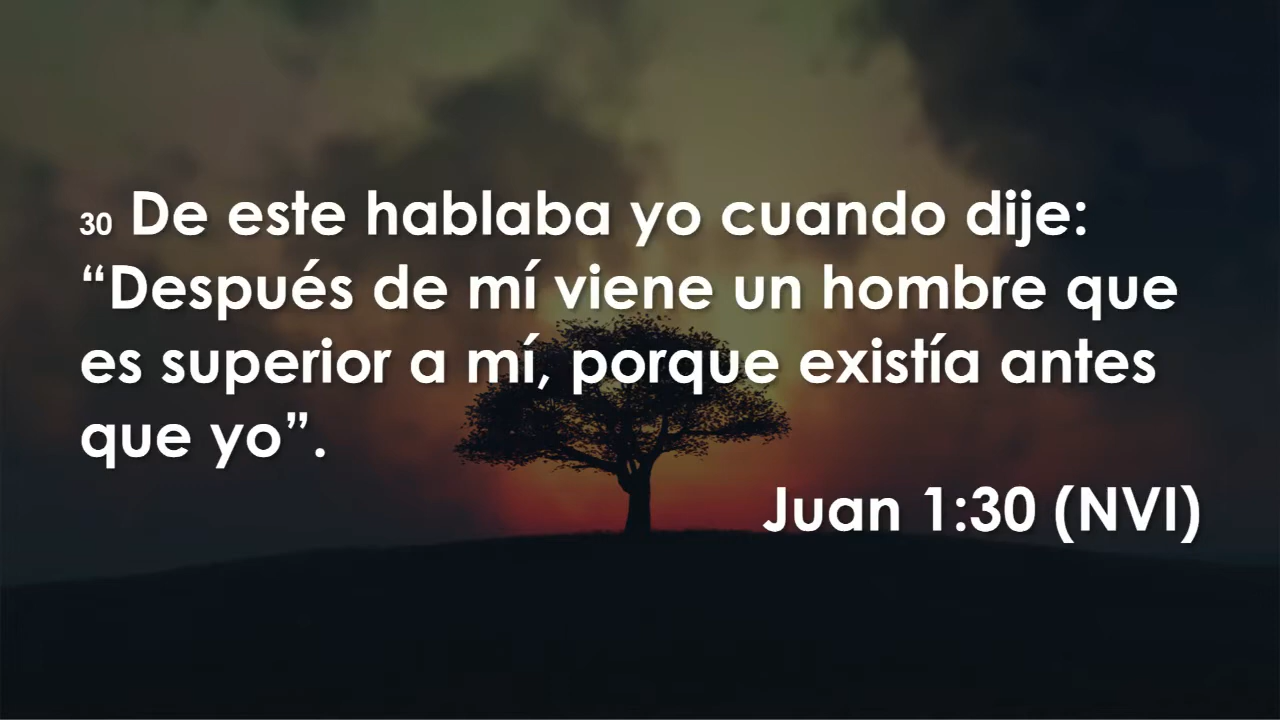 30 De este hablaba yo cuando dije:
“Después de mí viene un hombre que
es superior a mí, porque existía antes
que yo”.
Juan 1:30 (NVI)